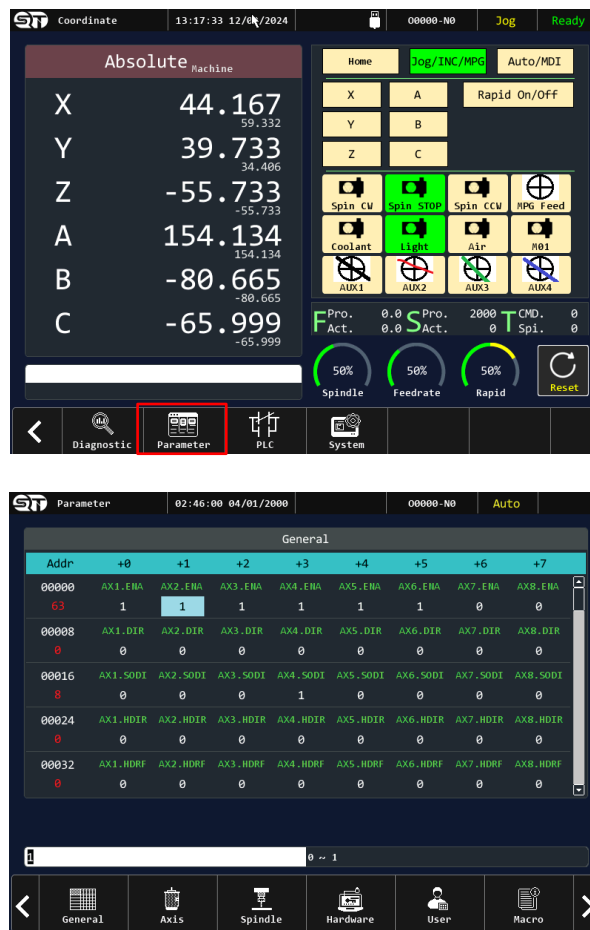 ST Coordinate 13:17:33 12/0 /2024 O0000-N0 Jog Ready
Absolute Machine
X 44.167
59.332
Y 39.733
34.406
Z -55.733
-55.733
A 154.134
154.134
B -80.665
-80.665
C -65.999
-65.999
Home Jog/INC/MPG Auto/MDI
X A Rapid On/Off
Y B
Z C
Spin CW Spin STOP Spin CCW MPG Feed
Coolant Light Air M01
AUX1 AUX2 AUX3 AUX4
F Pro. 0.0 S Pro. 2000 T CMD. 0
Act. 0.0 Act. 0 Spi. 0
50% 50% 50%
Spindle Feedrate Rapid Reset
Diagnostic Parameter PLC System
ST Parameter 02:46:00 04/01/2000 O0000-N0 Auto
General
Addr +0 +1 +2 +3 +4 +5 +6 +7
00000 AX1.ENA AX2.ENA AX3.ENA AX4.ENA AX5.ENA AX6.ENA AX7.ENA AX8.ENA
63 1 1 1 1 1 1 0 0
00008 AX1.DIR AX2.DIR AX3.DIR AX4.DIR AX5.DIR AX6.DIR AX7.DIR AX8.DIR
0 0 0 0 0 0 0 0 0
00016 AX1.SODI AX2.SODI AX3.SODI AX4.SODI AX5.SODI AX6.SODI AX7.SODI AX8.SODI
8 0 0 0 1 0 0 0 0
00024 AX1.HDIR AX2.HDIR AX3.HDIR AX4.HDIR AX5.HDIR AX6.HDIR AX7.HDIR AX8.HDIR
0 0 0 0 0 0 0 0 0
00032 AX1.HDRF AX2.HDRF AX3.HDRF AX4.HDRF AX5.HDRF AX6.HDRF AX7.HDRF AX8.HDRF
0 0 0 0 0 0 0 0 0
1 0 ~ 1
General Axis Spindle Hardware User Macro